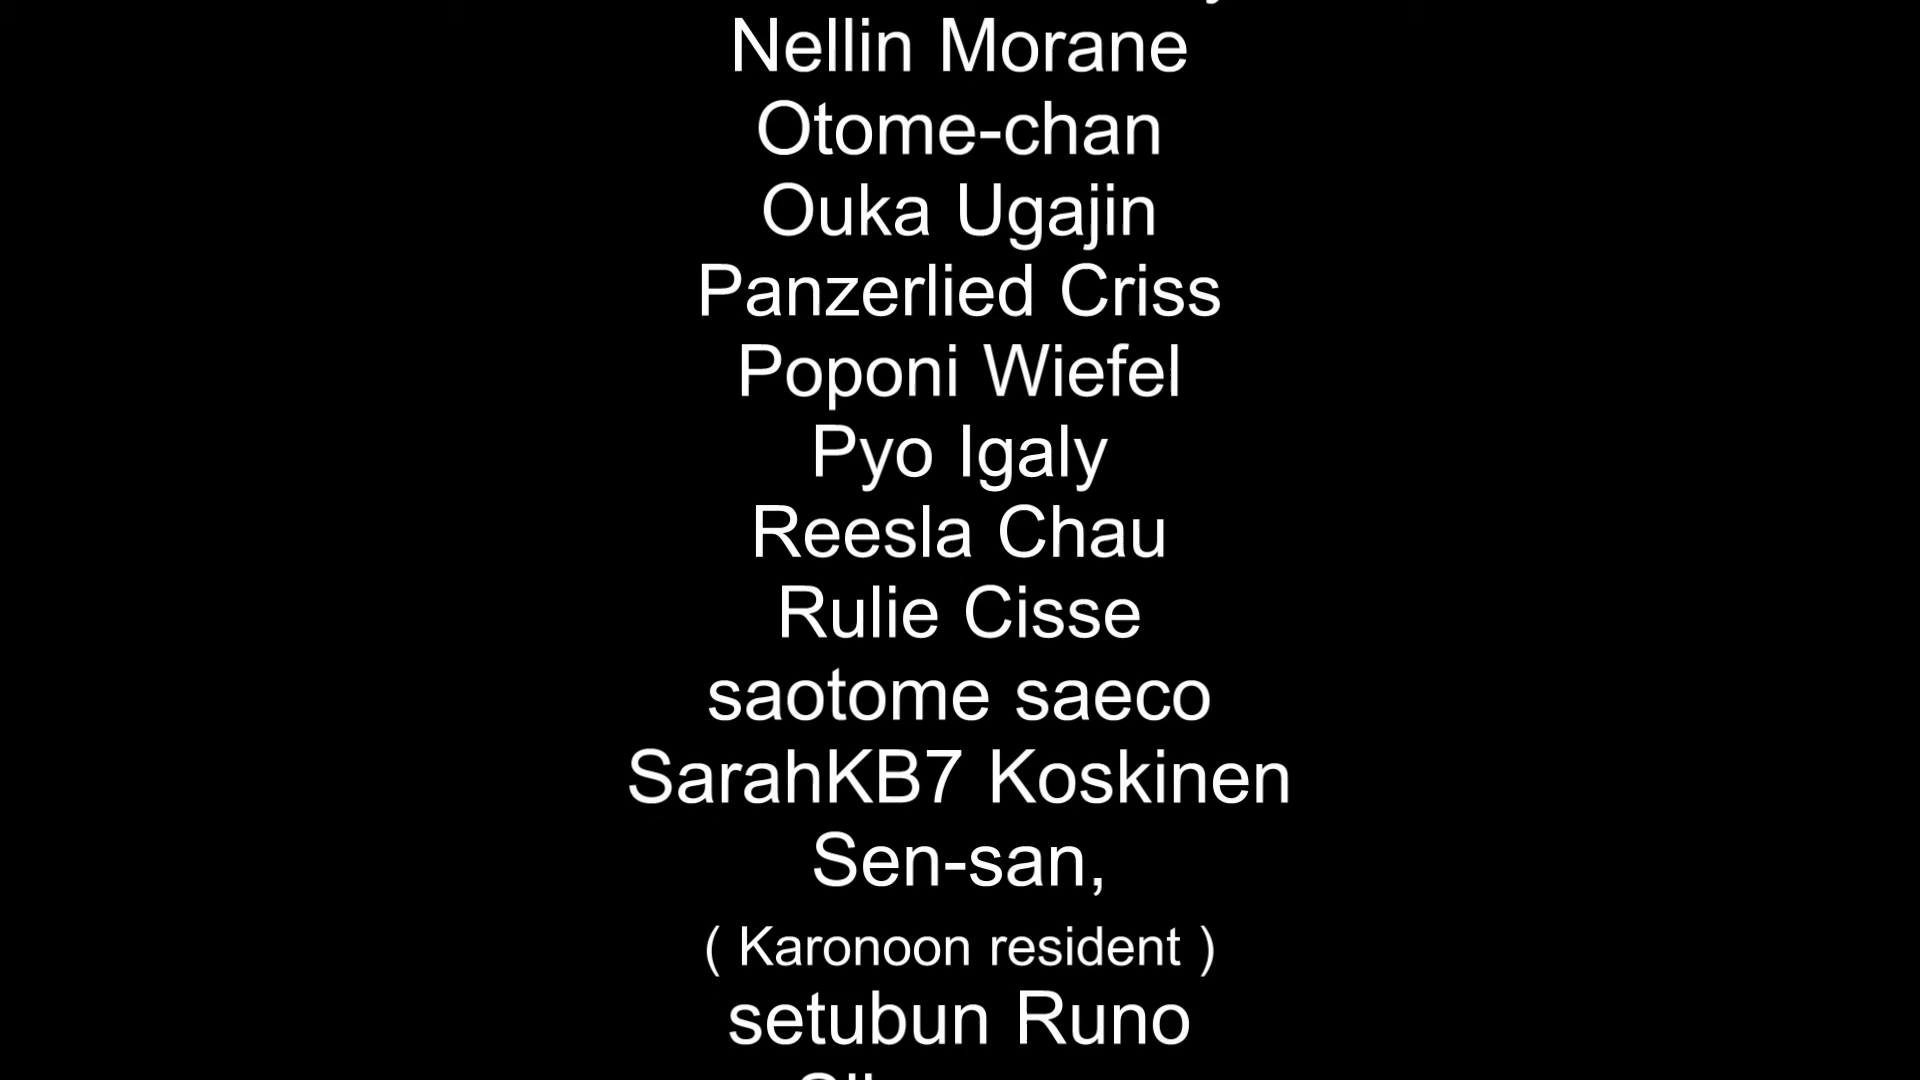 Nellin Morane
Otome-chan
Ouka Ugajin
Panzerlied Criss
Poponi Wiefel
Pyo Igaly
Reesla Chau
Rulie Cisse
saotome saeco
SarahKB7 Koskinen
Sen-san,
( Karonoon resident )
setubun Runo